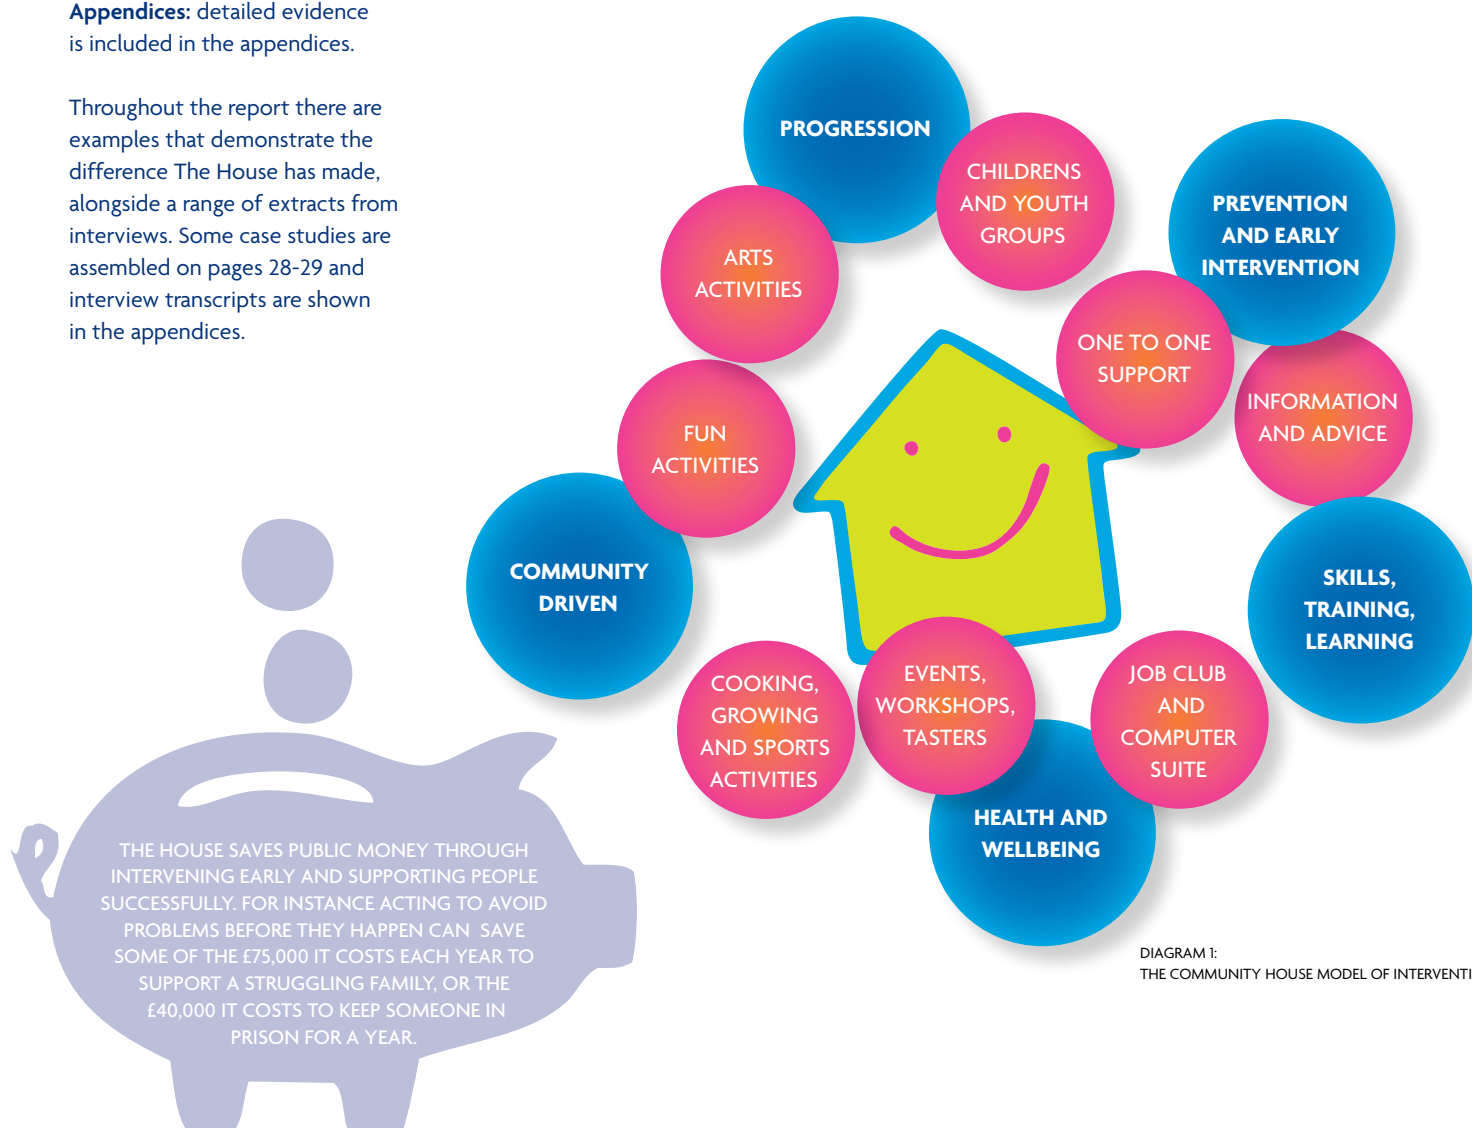 Appendices: detailed evidence
is included in the appendices.
Throughout the report there are
examples that demonstrate the
difference The House has made,
alongside a range of extracts from
interviews. Some case studies are
assembled on pages 28-29 and
interview transcripts are shown
in the appendices.
PROGRESSION
CHILDRENS
AND YOUTH
GROUPS
PREVENTION
AND EARLY
INTERVENTION
ARTS
ACTIVITIES
ONE TO ONE
SUPPORT
INFORMATION
AND ADVICE
FUN
ACTIVITIES
COMMUNITY
DRIVEN
SKILLS,
TRAINING,
LEARNING
COOKING,
GROWING
AND SPORTS
ACTIVITIES
EVENTS,
WORKSHOPS,
TASTERS
JOB CLUB
AND
COMPUTER
SUITE
HEALTH AND
WELLBEING
DIAGRAM 1:
THE COMMUNITY HOUSE MODEL OF INTERVENTI
THE HOUSE SAVES PUBLIC MONEY THROUGH
INTERVENING EARLY AND SUPPORTING PEOPLE
SUCCESSFULLY. FOR INSTANCE ACTING TO AVOID
PROBLEMS BEFORE THEY HAPPEN CAN SAVE
SOME OF THE £75,000 IT COSTS EACH YEAR TO
SUPPORT A STRUGGLING FAMILY, OR THE
£40,000 IT COSTS TO KEEP SOMEONE IN
PRISON FOR A YEAR.